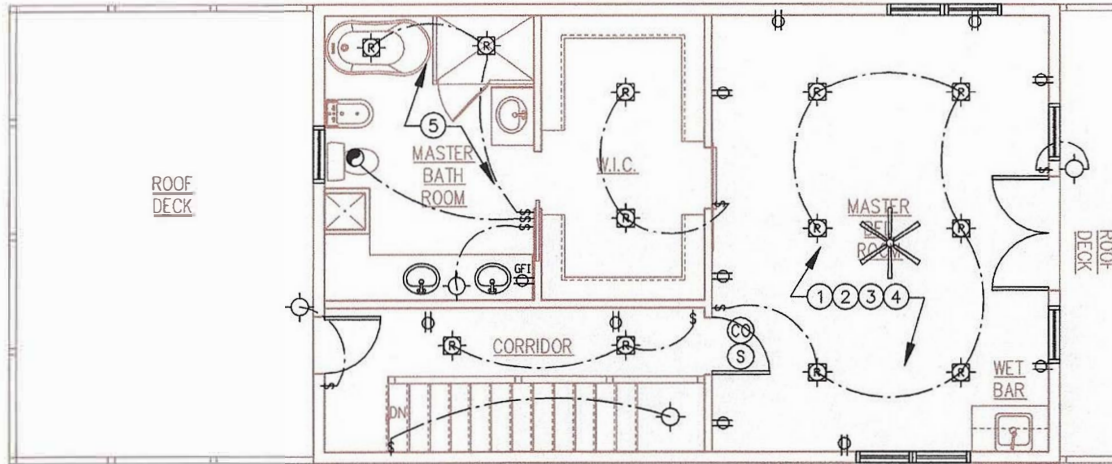 R
R
5
MASTER
BATH
ROOM
$
$
$
GFI
R
W.I.C.
R
$
ROOF
DECK
R
R
R
MASTER
BED
ROOM
R
1 2 3 4
$
ROOF
DECK
$
CORRIDOR
R
R
$
$
CO
S
R
R
WET
BAR
DN
$